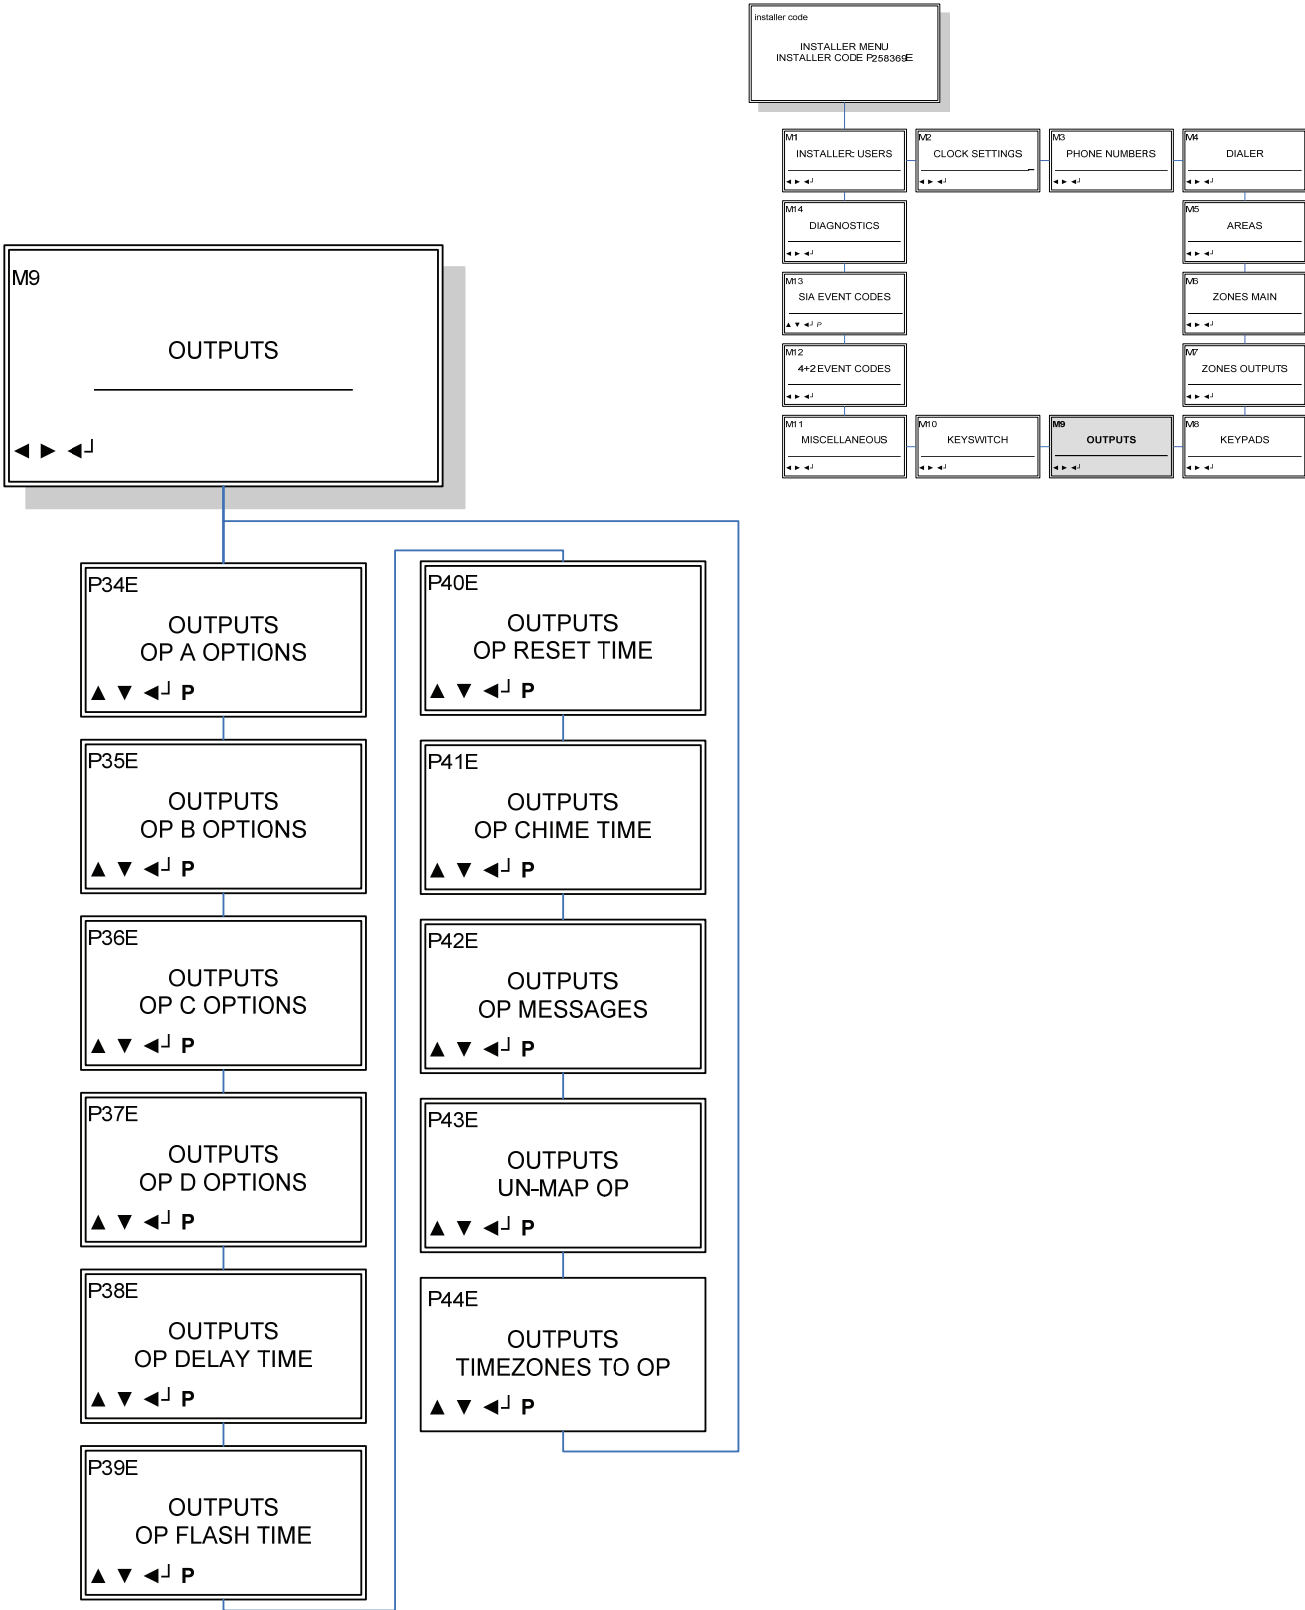 installer code
INSTALLER MENU
INSTALLER CODE P258369E
M1
INSTALLER: USERS
◄ ► ◄┘
M2
CLOCK SETTINGS
◄ ► ◄┘
M3
PHONE NUMBERS
◄ ► ◄┘
M4
DIALER
◄ ► ◄┘
M14
DIAGNOSTICS
◄ ► ◄┘
M5
AREAS
◄ ► ◄┘
M13
SIA EVENT CODES
▲ ▼ ◄┘ P
M6
ZONES MAIN
◄ ► ◄┘
M12
4+2 EVENT CODES
◄ ► ◄┘
M7
ZONES OUTPUTS
◄ ► ◄┘
M11
MISCELLANEOUS
◄ ► ◄┘
M10
KEYSWITCH
◄ ► ◄┘
M9
OUTPUTS
◄ ► ◄┘
M8
KEYPADS
◄ ► ◄┘
M9
OUTPUTS
◄ ► ◄┘
P34E
OUTPUTS
OP A OPTIONS
▲ ▼ ◄┘ P
P35E
OUTPUTS
OP B OPTIONS
▲ ▼ ◄┘ P
P36E
OUTPUTS
OP C OPTIONS
▲ ▼ ◄┘ P
P37E
OUTPUTS
OP D OPTIONS
▲ ▼ ◄┘ P
P38E
OUTPUTS
OP DELAY TIME
▲ ▼ ◄┘ P
P39E
OUTPUTS
OP FLASH TIME
▲ ▼ ◄┘ P
P40E
OUTPUTS
OP RESET TIME
▲ ▼ ◄┘ P
P41E
OUTPUTS
OP CHIME TIME
▲ ▼ ◄┘ P
P42E
OUTPUTS
OP MESSAGES
▲ ▼ ◄┘ P
P43E
OUTPUTS
UN-MAP OP
▲ ▼ ◄┘ P
P44E
OUTPUTS
TIMEZONES TO OP
▲ ▼ ◄┘ P